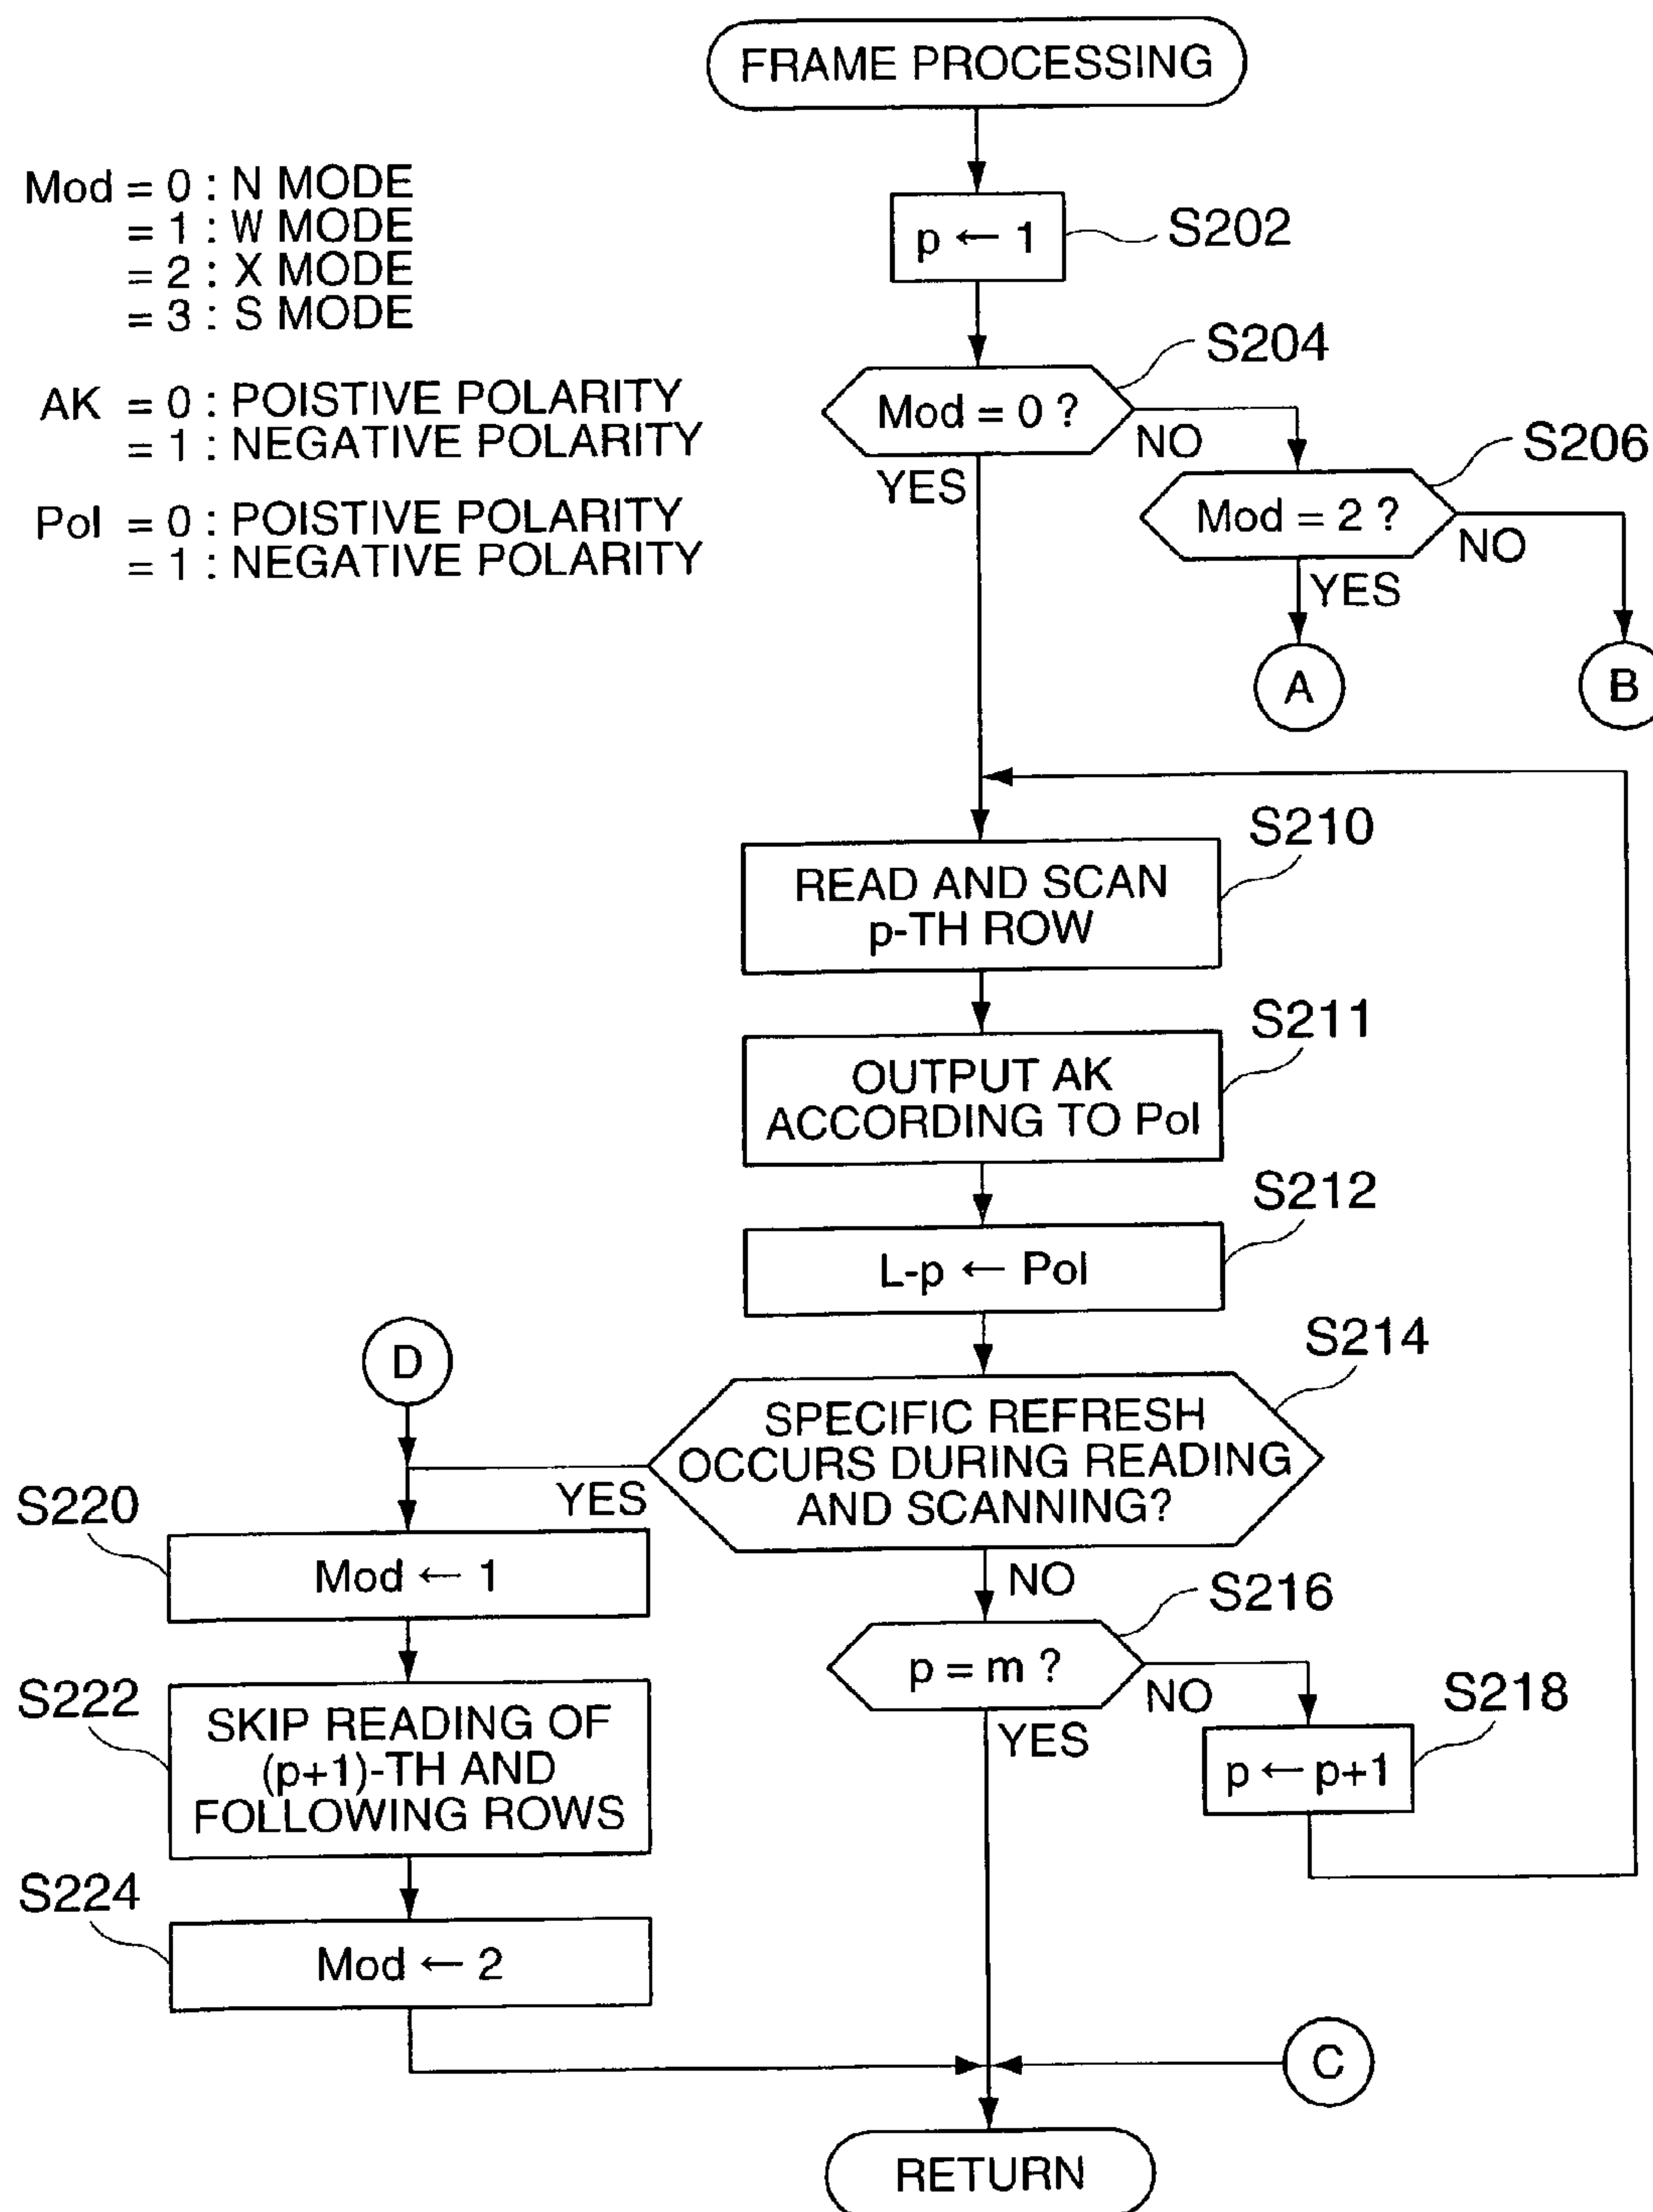 FRAME PROCESSING
Mod = 0 : N MODE
= 1 : W MODE
= 2 : X MODE
= 3 : S MODE
AK = 0 : POISTIVE POLARITY
= 1 : NEGATIVE POLARITY
Pol = 0 : POISTIVE POLARITY
= 1 : NEGATIVE POLARITY
p ← 1
S202
S204
Mod = 0 ?
NO
YES
S206
Mod = 2 ?
NO
YES
A
B
S210
READ AND SCAN
p-TH ROW
S211
OUTPUT AK
ACCORDING TO Pol
S212
L-p ← Pol
D
S214
SPECIFIC REFRESH
OCCURS DURING READING
AND SCANNING?
YES
NO
S220
Mod ← 1
S216
p = m ?
NO
YES
S218
p ← p+1
S222
SKIP READING OF
(p+1)-TH AND
FOLLOWING ROWS
S224
Mod ← 2
C
RETURN